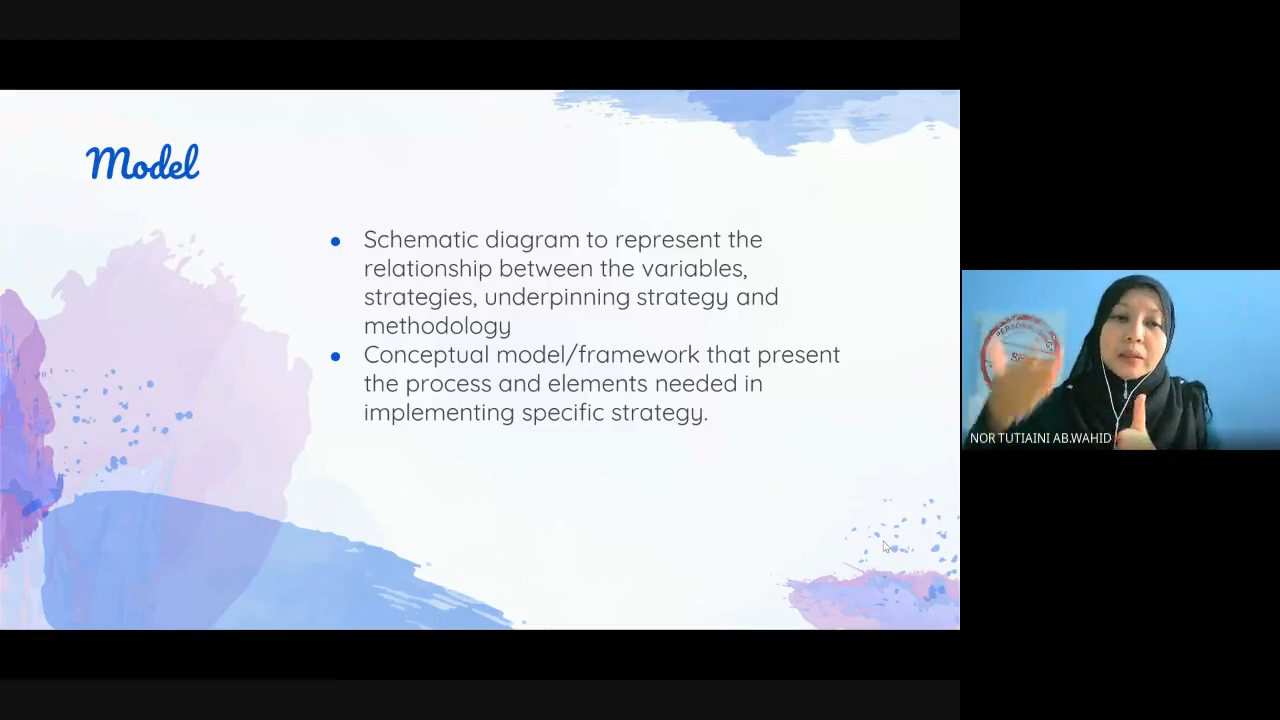 Model
● Schematic diagram to represent the
relationship between the variables,
strategies, underpinning strategy and
methodology
● Conceptual model/framework that present
the process and elements needed in
implementing specific strategy.
NOR TUTIAINI AB.WAHID